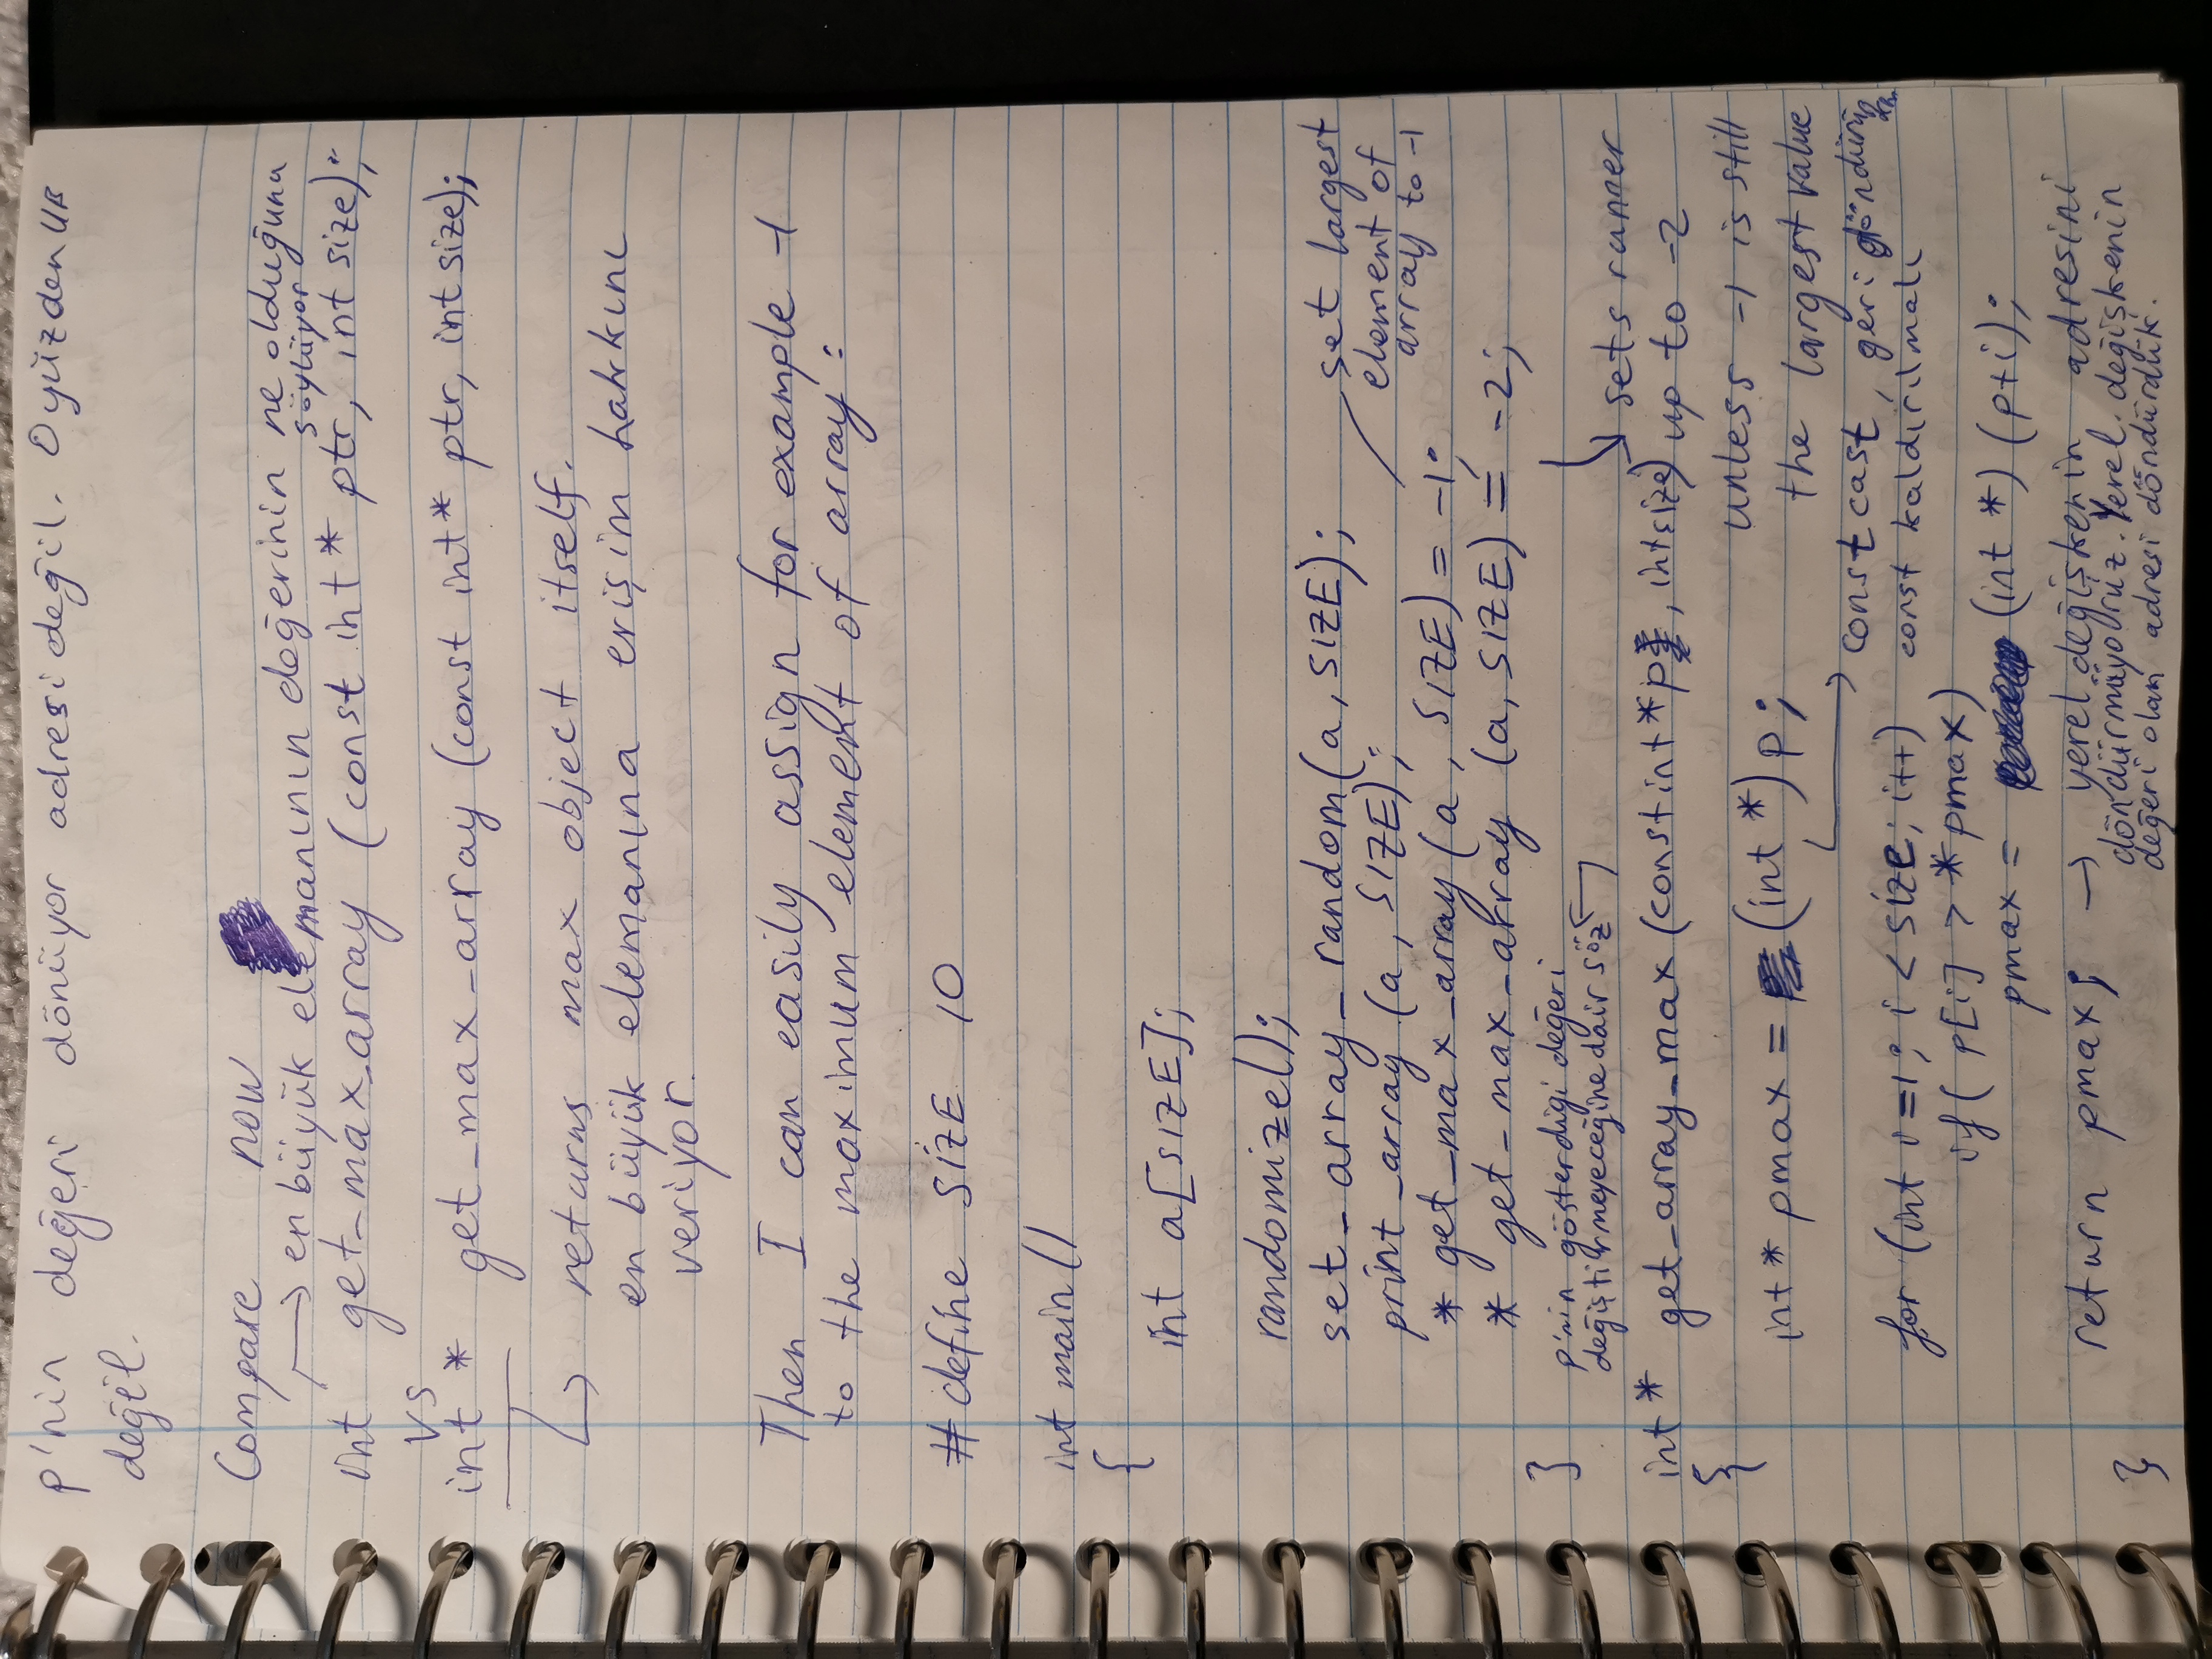 p'nin değeri dönüyor adresi değil. O yüzden UB
değil.
Compare now
→ en büyük elemanının değerinin ne olduğunu
söylüyor
int get_max_array (const int* ptr, int size);
VS
int * get_max_array (const int* ptr, int size);
↳ returns max object itself.
en büyük elemanına erişim hakkını
veriyor.
Then I can easily assign for example -1
to the maximum element of array :
#define SİZE 10
int main()
{
int a[SIZE];
randomize();
set_array_random(a, SIZE);
set largest
print_array (a, SIZE);
element of
array to -1
* get_max_array (a, SIZE) = -1;
* get_max_array (a, SIZE) = -2;
}
p'nin gösterdigi değeri
değiştirmeyeceğine dair söz
→ sets runner
int * get_array_max (const int *p, int size)
up to -2
{
unless -1 is still
int * pmax = (int *) p;
the largest value
→ const cast, geri döndürürken
for (int i=1; i < size; i++)
const kaldırılmalı
if( p[i] > *pmax)
pmax = (int *) (p+i);
return pmax; → yerel değişkenin adresini
döndürmüyoruz. Yerel. değişkenin
değeri olan adresi döndürdük.
}